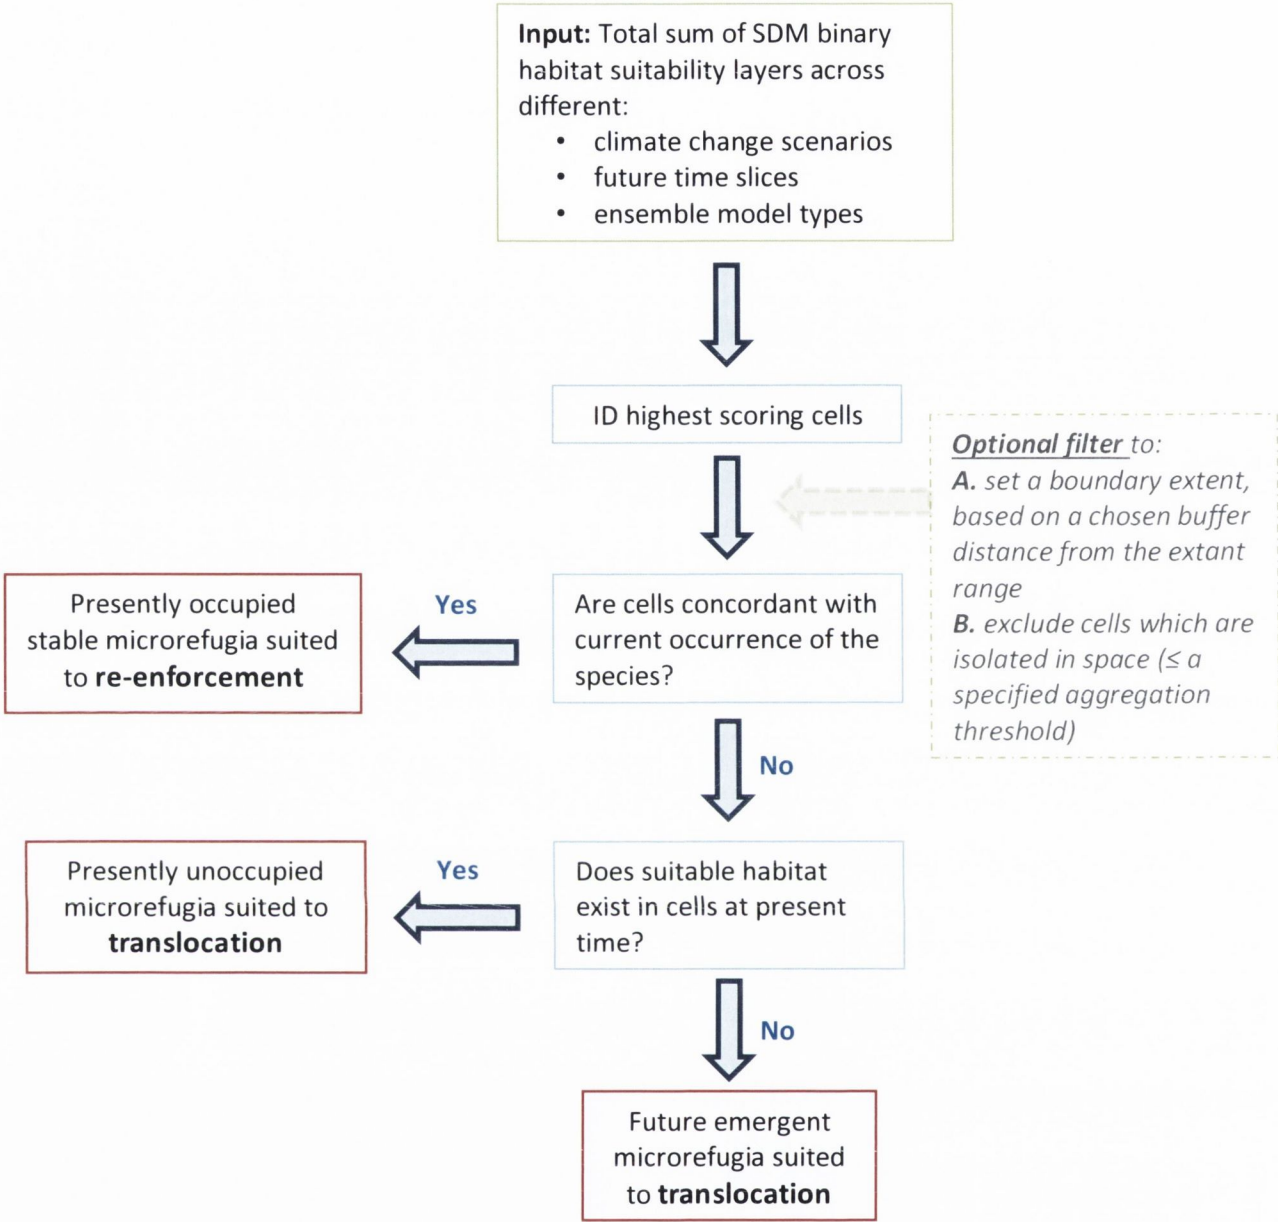 Input: Total sum of SDM binary
habitat suitability layers across
different:
• climate change scenarios
• future time slices
• ensemble model types
ID highest scoring cells
Optional filter to:
A. set a boundary extent,
based on a chosen buffer
distance from the extant
range
B. exclude cells which are
isolated in space (≤ a
specified aggregation
threshold)
Are cells concordant with
current occurrence of the
species?
Yes
Presently occupied
stable microrefugia suited
to re-enforcement
No
Does suitable habitat
exist in cells at present
time?
Yes
Presently unoccupied
microrefugia suited to
translocation
No
Future emergent
microrefugia suited
to translocation